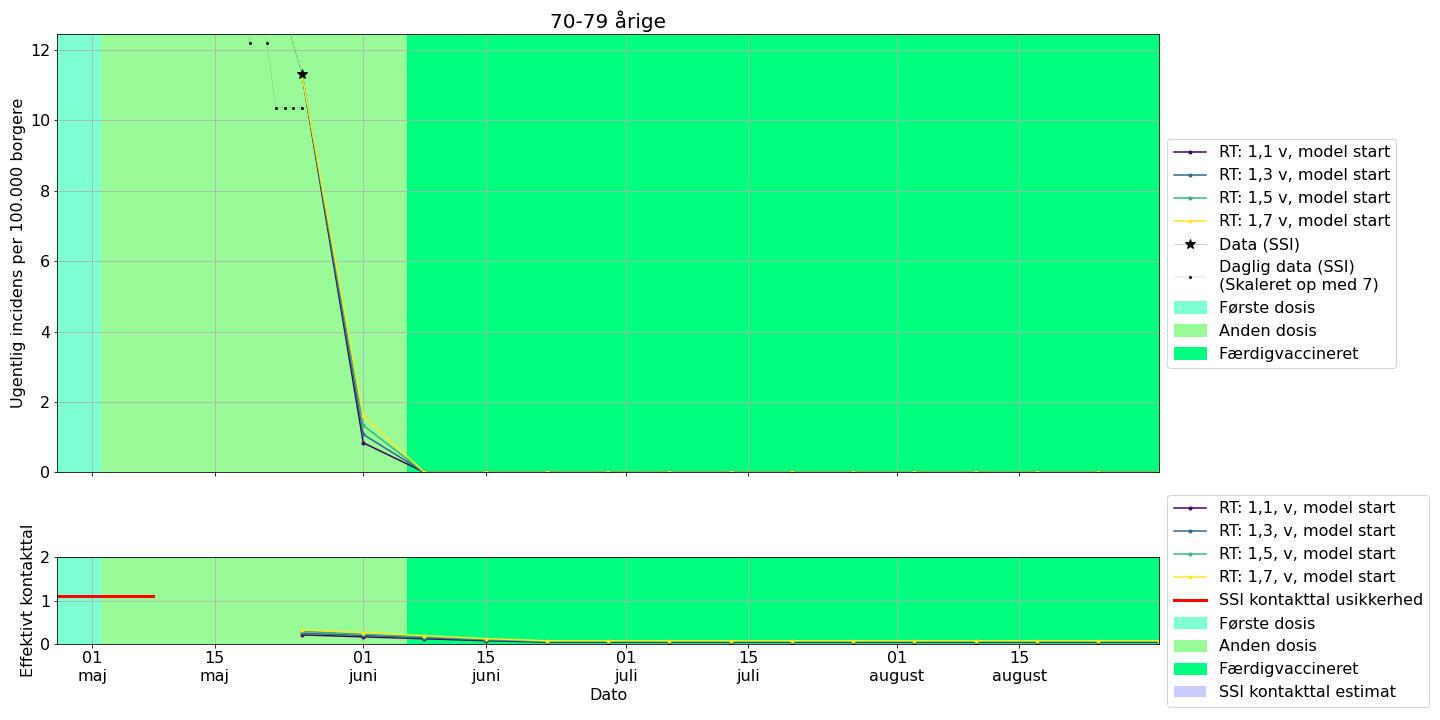 70-79 årige
Ugentlig incidens per 100.000 borgere
12
10
8
6
4
2
0
RT: 1,1 v, model start
RT: 1,3 v, model start
RT: 1,5 v, model start
RT: 1,7 v, model start
Data (SSI)
Daglig data (SSI)
(Skaleret op med 7)
Første dosis
Anden dosis
Færdigvaccineret
Effektivt kontakttal
2
1
0
01 15 01 15 01 15 01 15
maj maj juni juni juli juli august august
Dato
RT: 1,1, v, model start
RT: 1,3, v, model start
RT: 1,5, v, model start
RT: 1,7, v, model start
SSI kontakttal usikkerhed
Første dosis
Anden dosis
Færdigvaccineret
SSI kontakttal estimat